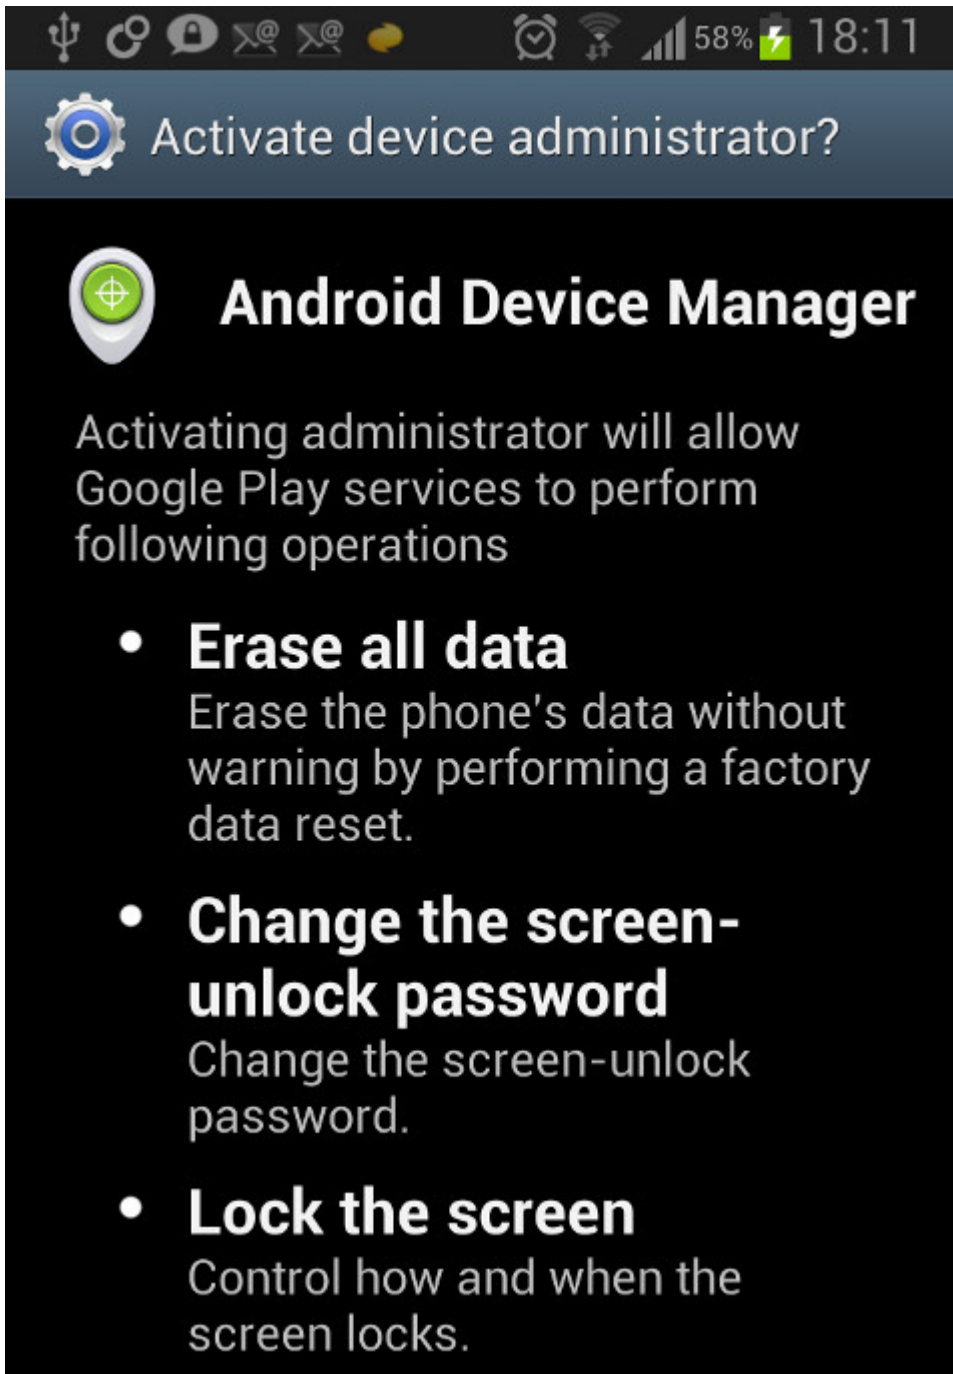 58% 18:11
Activate device administrator?
Android Device Manager
Activating administrator will allow
Google Play services to perform
following operations
• Erase all data
Erase the phone's data without
warning by performing a factory
data reset.
• Change the screen-
unlock password
Change the screen-unlock
password.
• Lock the screen
Control how and when the
screen locks.